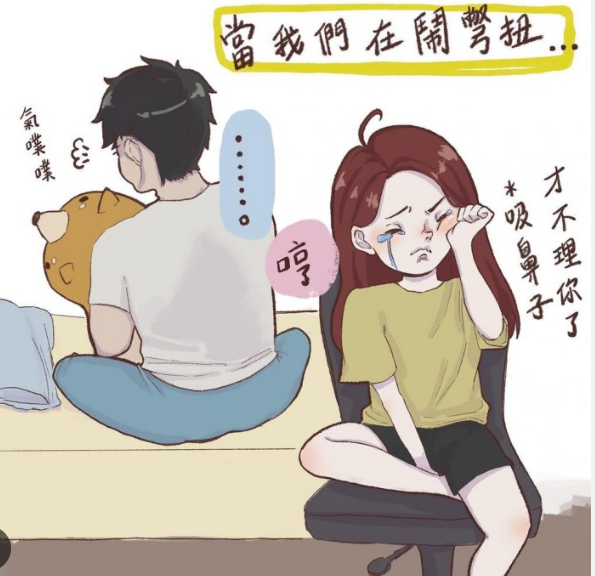 當我們在鬧彆扭...
氣噗噗
.......
哼
才不理你了
*吸鼻子